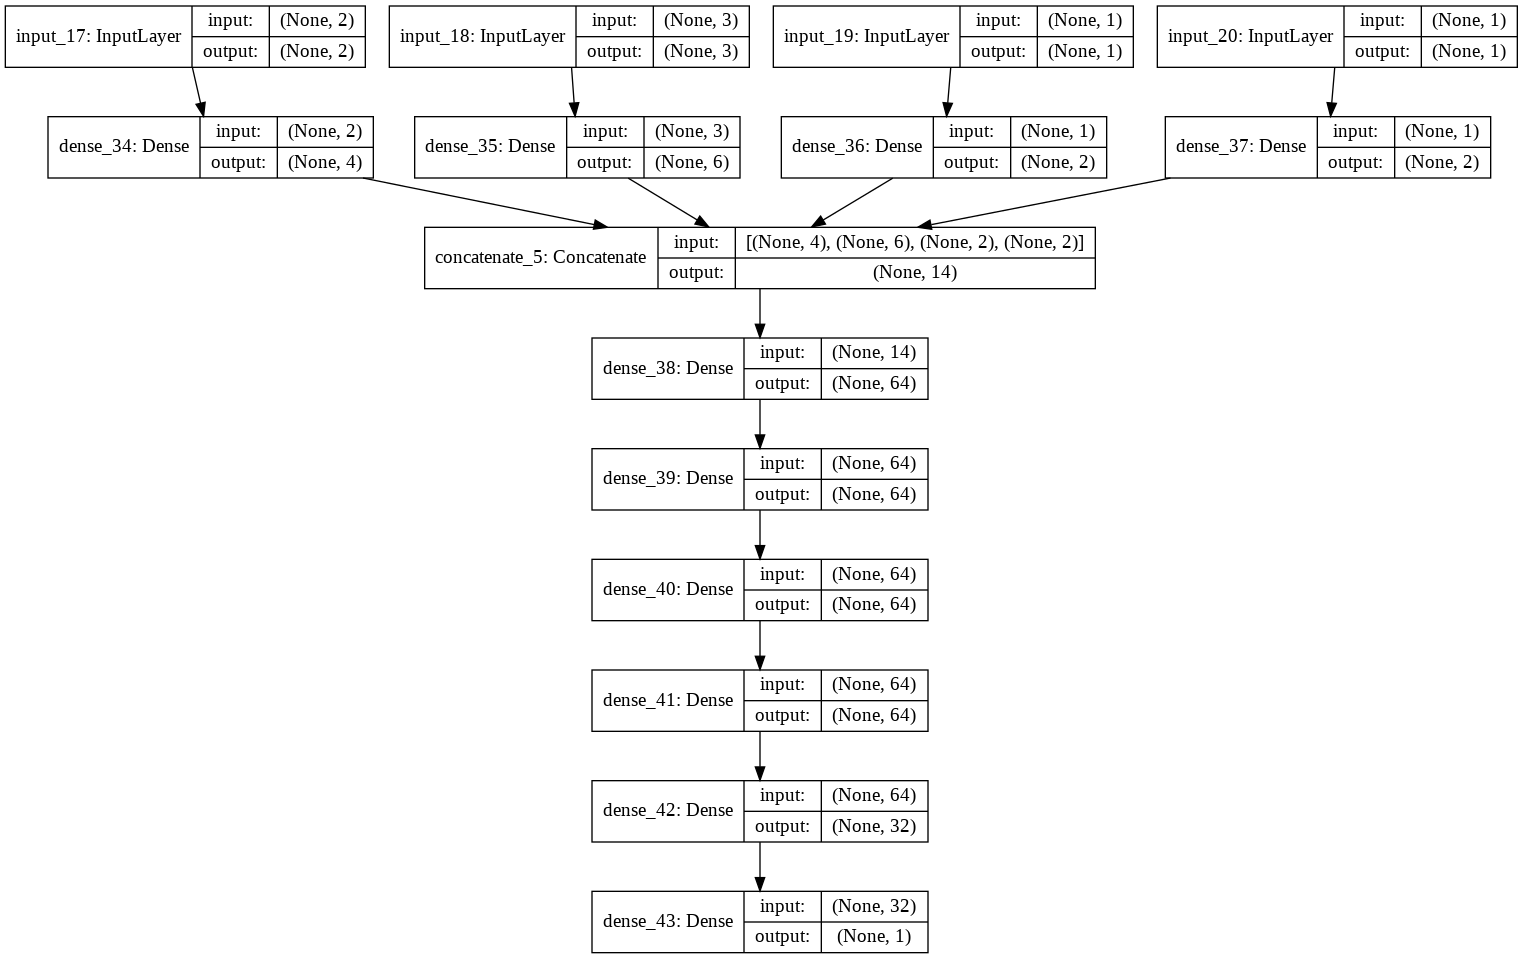 input_17: InputLayer input: (None, 2)
output: (None, 2)
input_18: InputLayer input: (None, 3)
output: (None, 3)
input_19: InputLayer input: (None, 1)
output: (None, 1)
input_20: InputLayer input: (None, 1)
output: (None, 1)
dense_34: Dense input: (None, 2)
output: (None, 4)
dense_35: Dense input: (None, 3)
output: (None, 6)
dense_36: Dense input: (None, 1)
output: (None, 2)
dense_37: Dense input: (None, 1)
output: (None, 2)
concatenate_5: Concatenate input: [(None, 4), (None, 6), (None, 2), (None, 2)]
output: (None, 14)
dense_38: Dense input: (None, 14)
output: (None, 64)
dense_39: Dense input: (None, 64)
output: (None, 64)
dense_40: Dense input: (None, 64)
output: (None, 64)
dense_41: Dense input: (None, 64)
output: (None, 64)
dense_42: Dense input: (None, 64)
output: (None, 32)
dense_43: Dense input: (None, 32)
output: (None, 1)